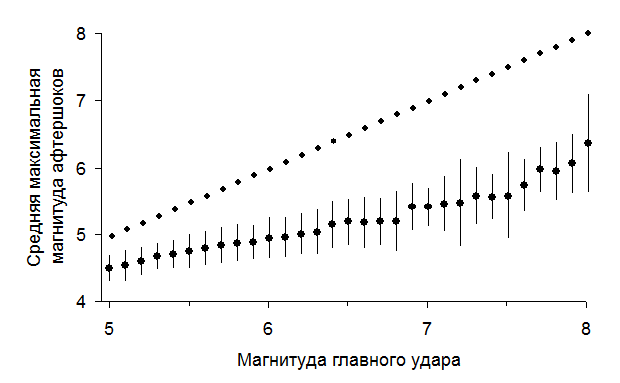 Средняя максимальная
магнитуда афтершоков
8
7
6
5
4
5 6 7 8
Магнитуда главного удара